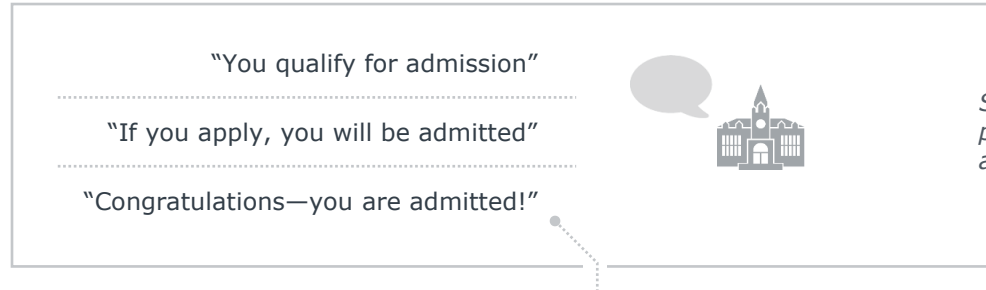 “You qualify for admission”
“If you apply, you will be admitted”
“Congratulations—you are admitted!”